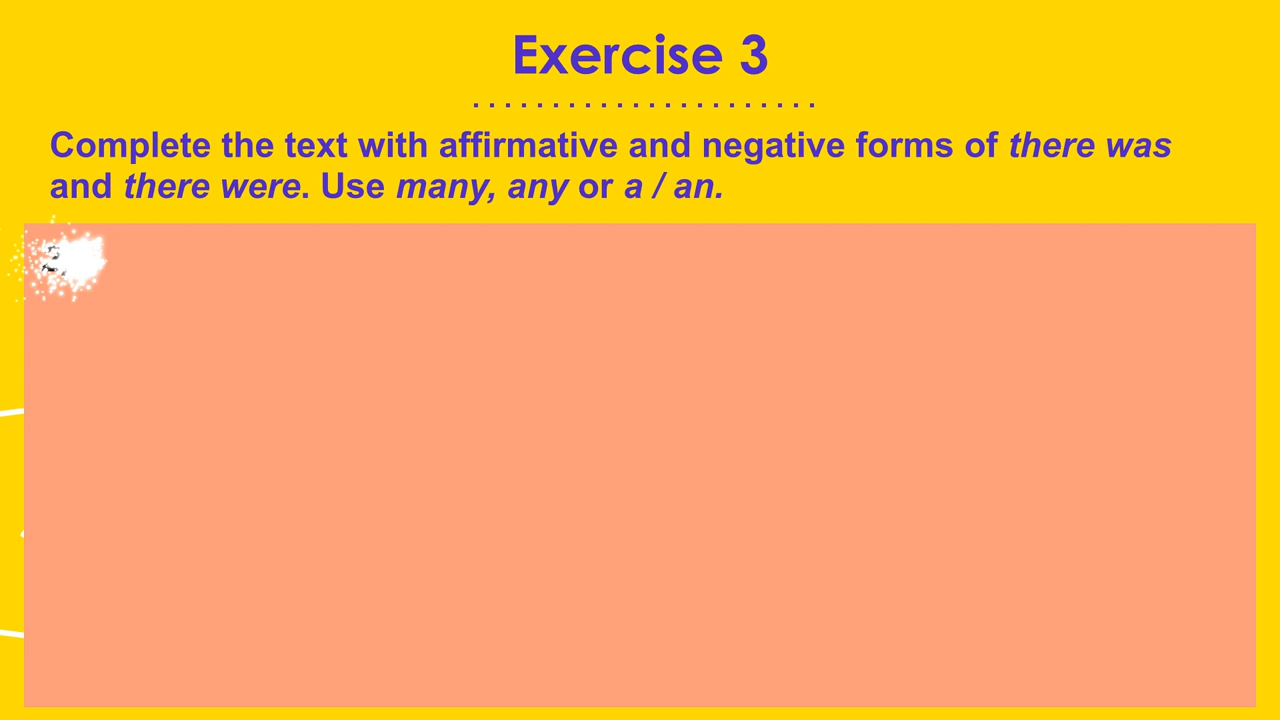 Exercise 3
Complete the text with affirmative and negative forms of there was
and there were. Use many, any or a / an.